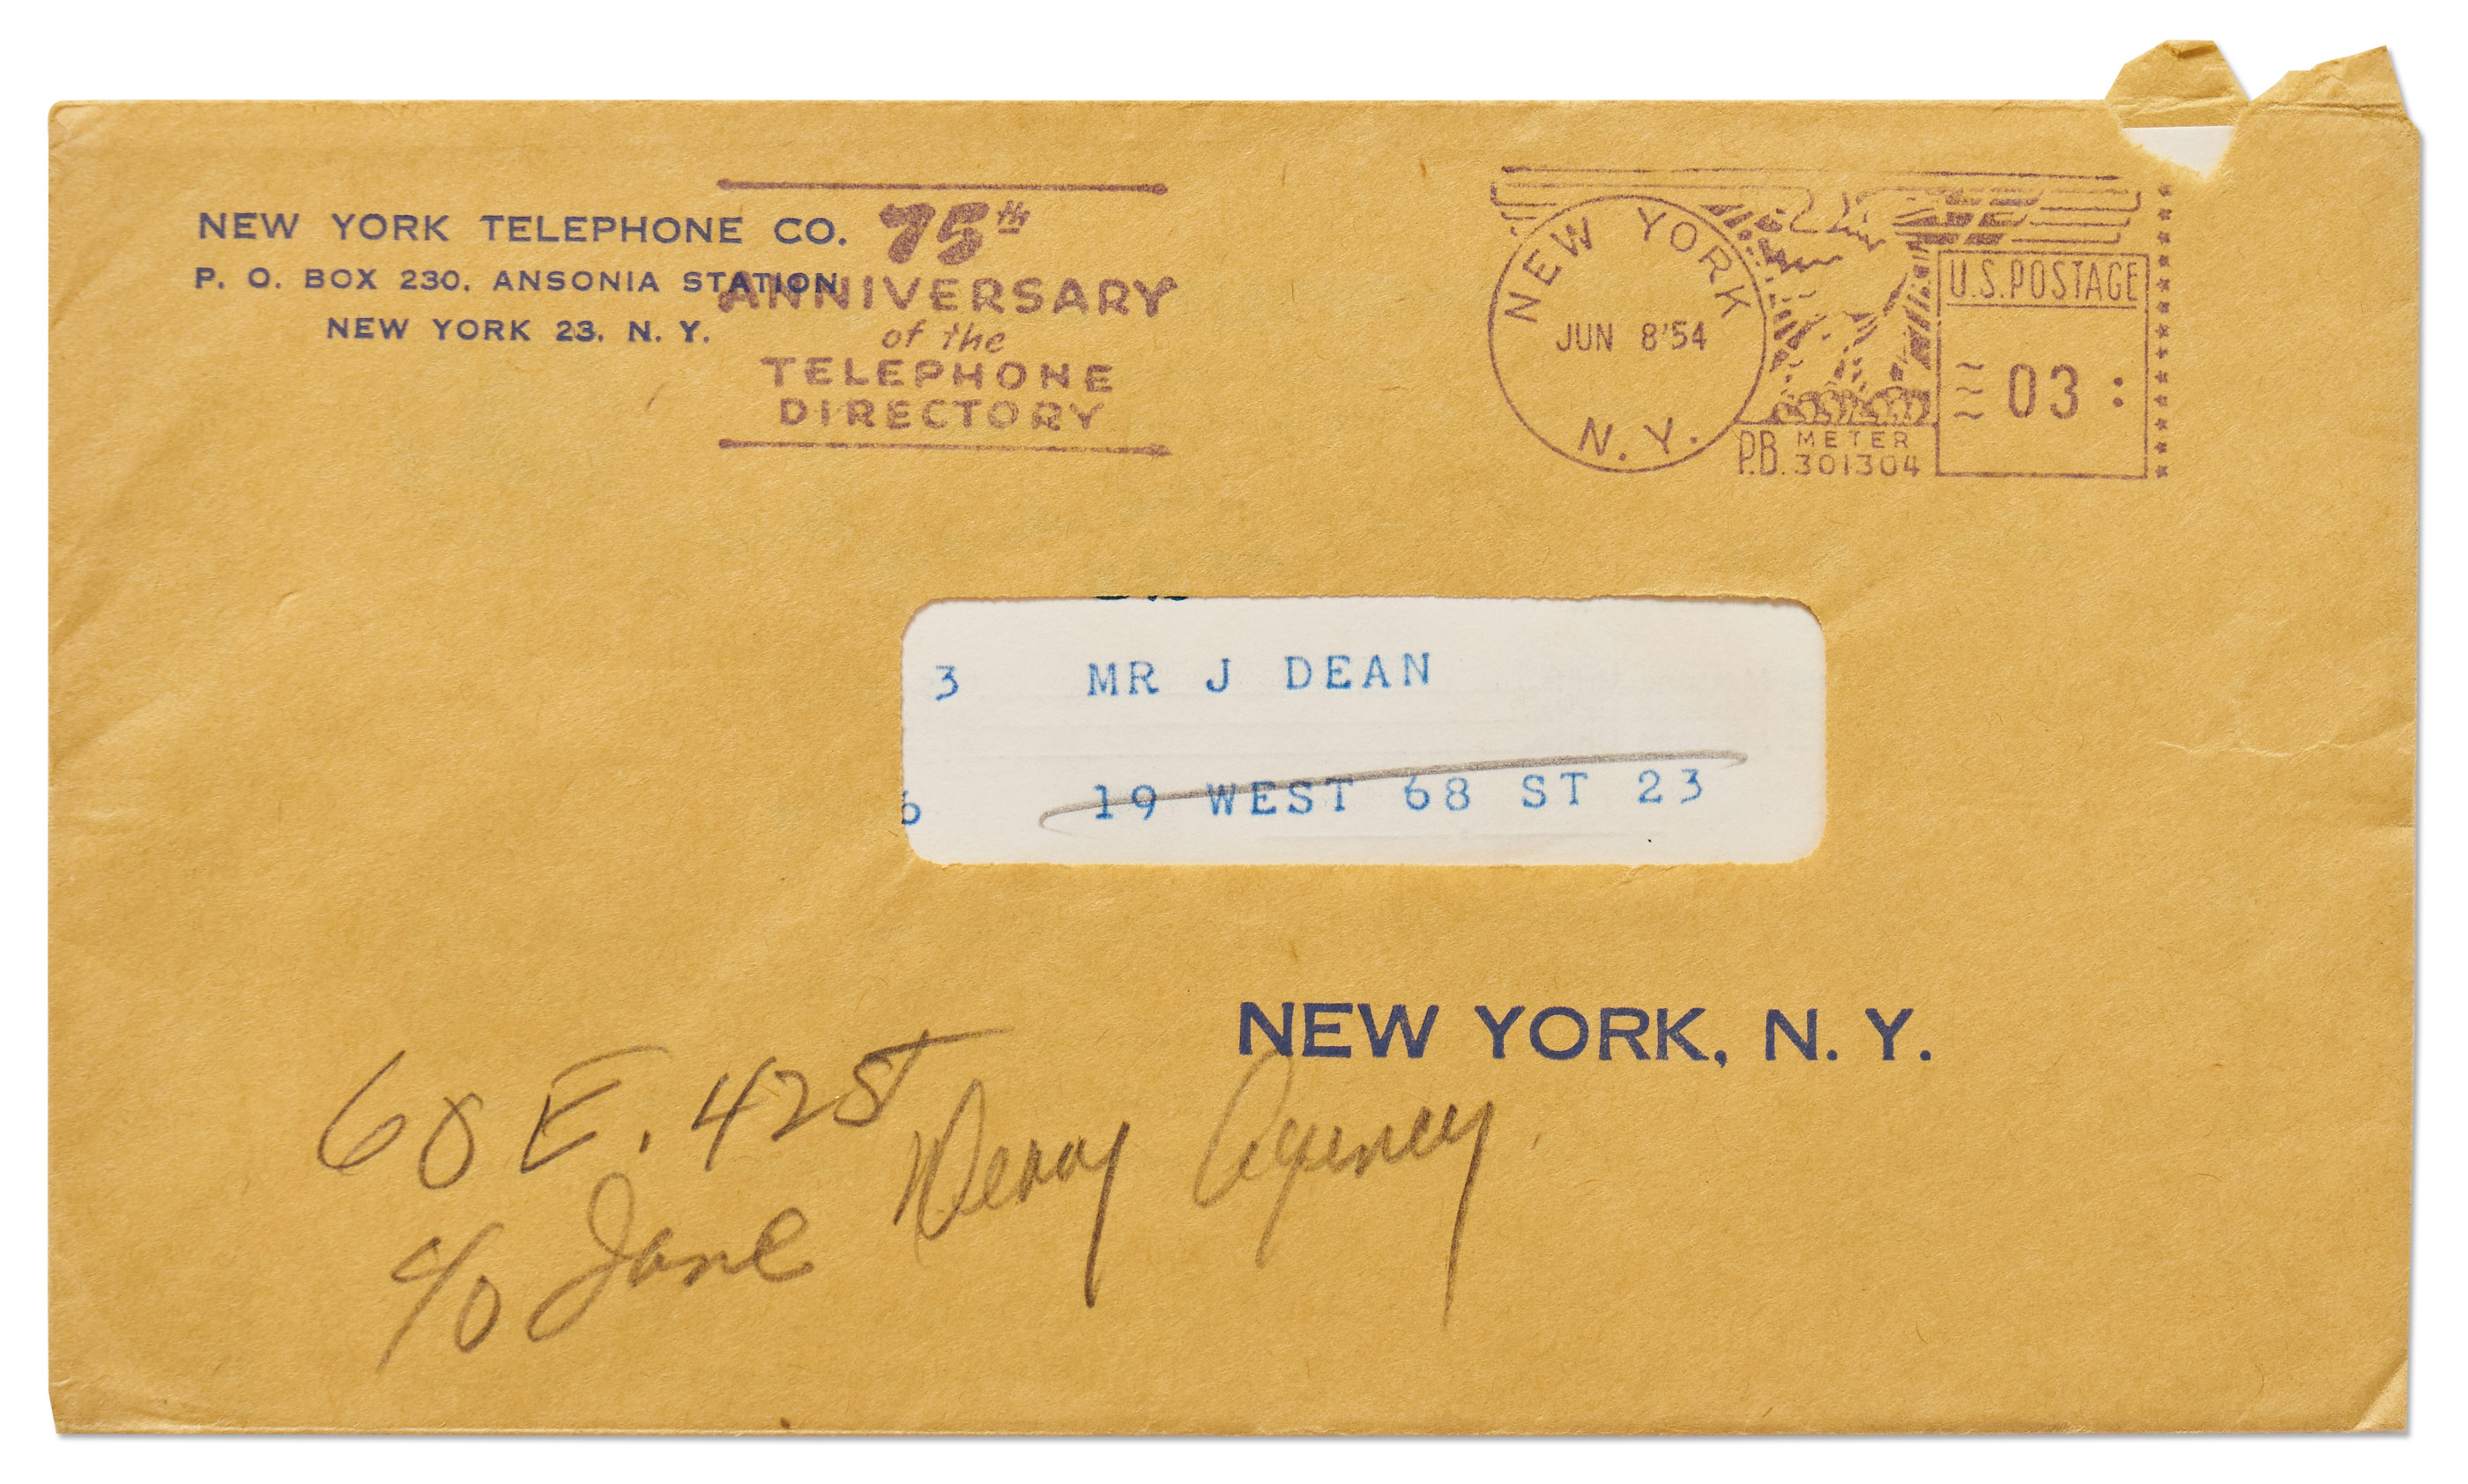 NEW YORK TELEPHONE CO.
P. O. BOX 230, ANSONIA STATION
NEW YORK 23, N. Y.
75th
ANNIVERSARY
of the
TELEPHONE
DIRECTORY
NEW YORK
JUN 8'54
N. Y.
P.B. METER
301304
U.S. POSTAGE
03
3 MR J DEAN
19 WEST 68 ST 23
NEW YORK, N. Y.
60 E. 42 ST
c/o Jane Deacy Agency